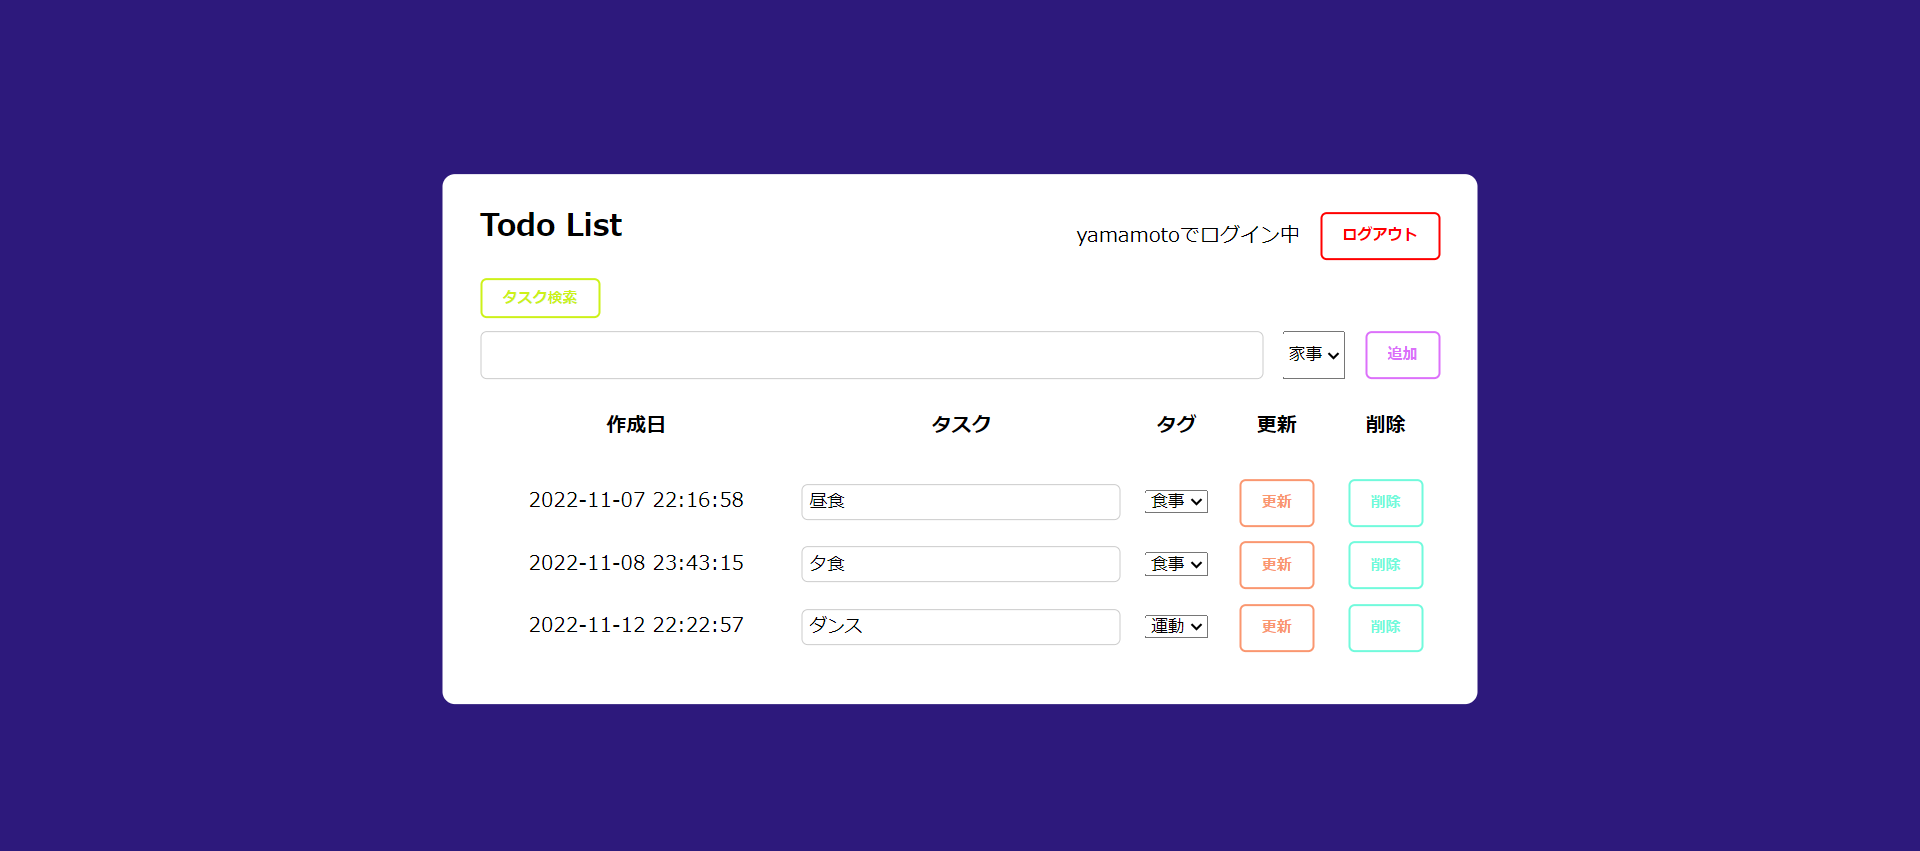 Todo List
yamamotoでログイン中 ログアウト
タスク検索
家事 追加
作成日 タスク タグ 更新 削除
2022-11-07 22:16:58 昼食 食事 更新 削除
2022-11-08 23:43:15 夕食 食事 更新 削除
2022-11-12 22:22:57 ダンス 運動 更新 削除